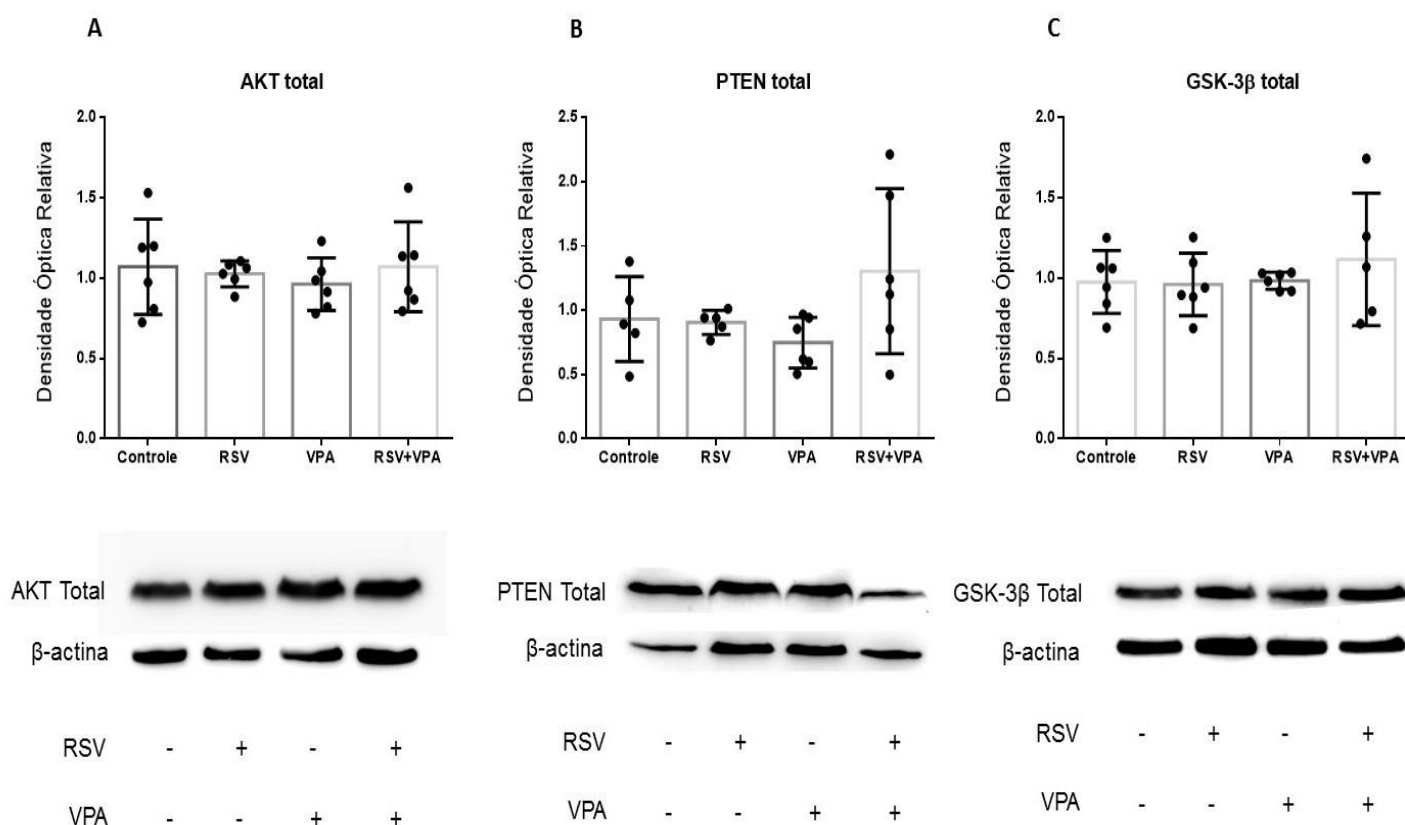 A
AKT total
Densidade Óptica Relativa
2.0
1.5
1.0
0.5
0.0
Controle RSV VPA RSV+VPA
AKT Total
β-actina
RSV - + - +
VPA - - + +
B
PTEN total
Densidade Óptica Relativa
2.5
2.0
1.5
1.0
0.5
0.0
Controle RSV VPA RSV+VPA
PTEN Total
β-actina
RSV - + - +
VPA - - + +
C
GSK-3β total
Densidade Óptica Relativa
2.0
1.5
1.0
0.5
0.0
Controle RSV VPA RSV+VPA
GSK-3β Total
β-actina
RSV - + - +
VPA - - + +